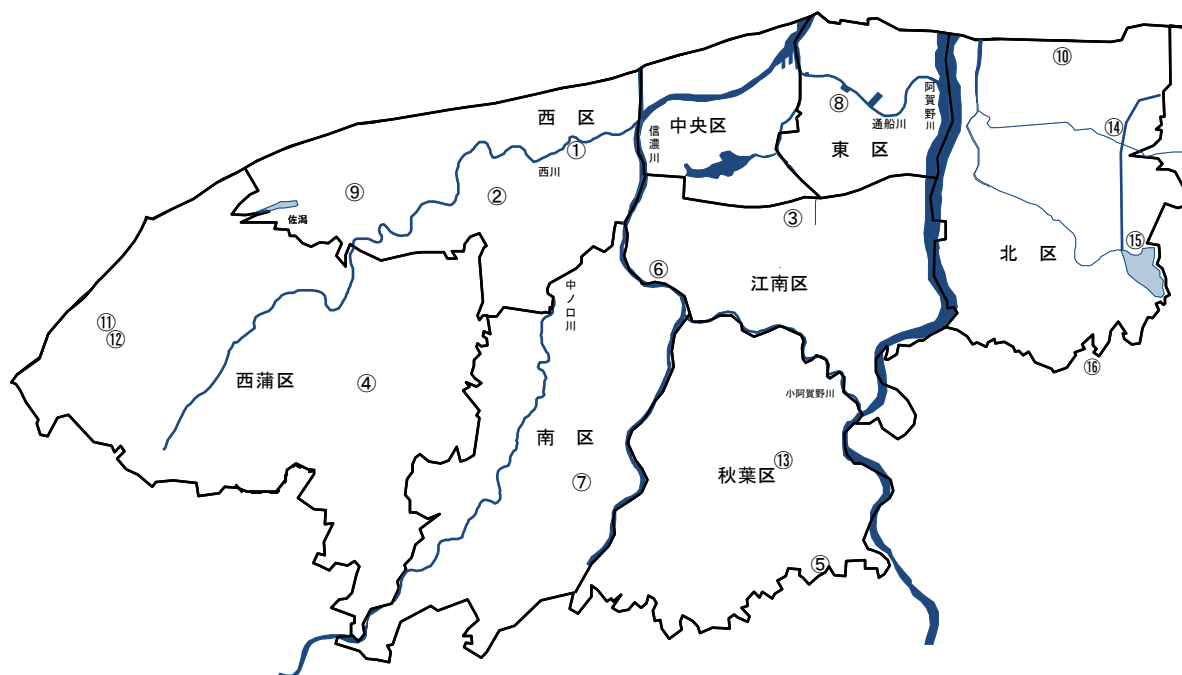 ⑩
⑧
阿賀野川
西 区
中央区
通船川
⑭
信濃川
東 区
①
西川
⑨
②
佐潟
③
⑮
北 区
⑥
江南区
中ノロ川
⑪
⑫
⑯
西蒲区
④
小阿賀野川
南 区
⑬
秋葉区
⑦
⑤